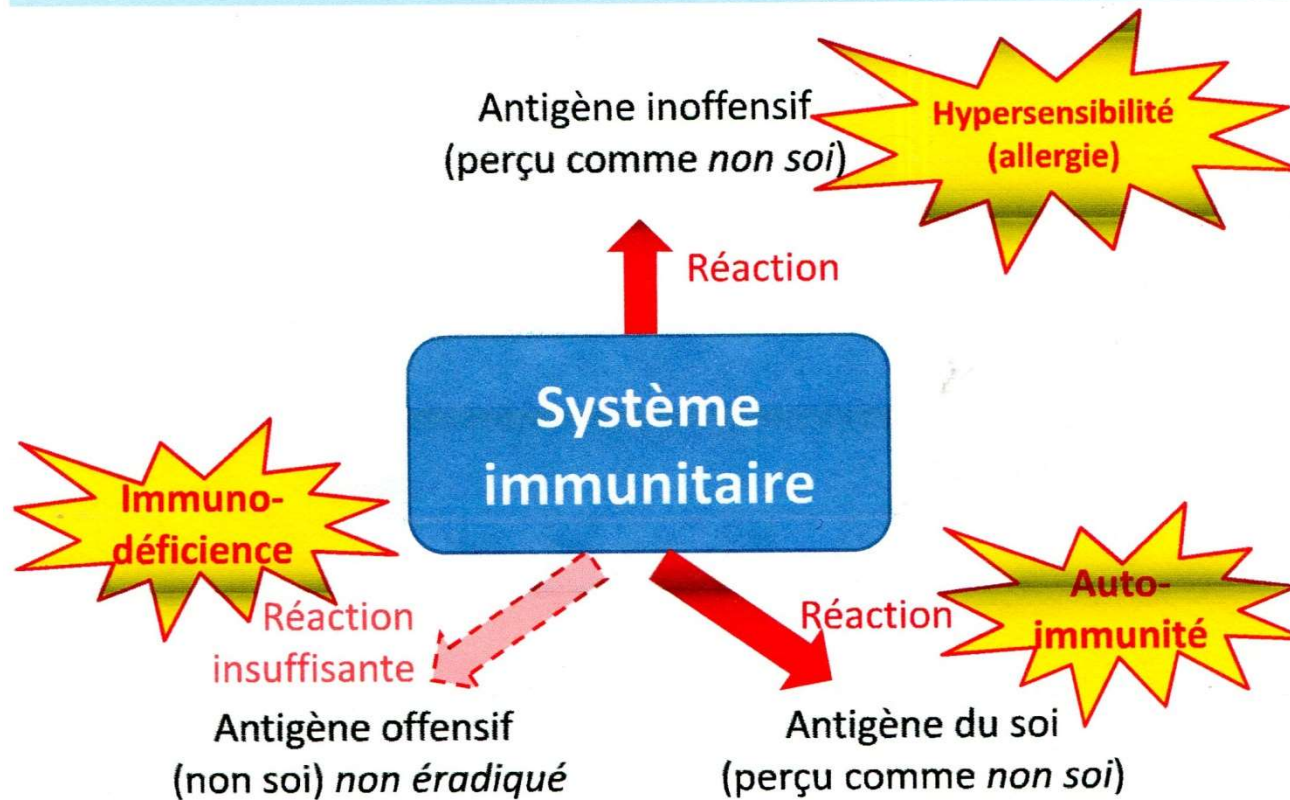 Antigène inoffensif
(perçu comme non soi)
Hypersensibilité
(allergie)
Réaction
Système
immunitaire
Immuno-
déficience
Réaction
insuffisante
Antigène offensif
(non soi) non éradiqué
Réaction
Auto-
immunité
Antigène du soi
(perçu comme non soi)